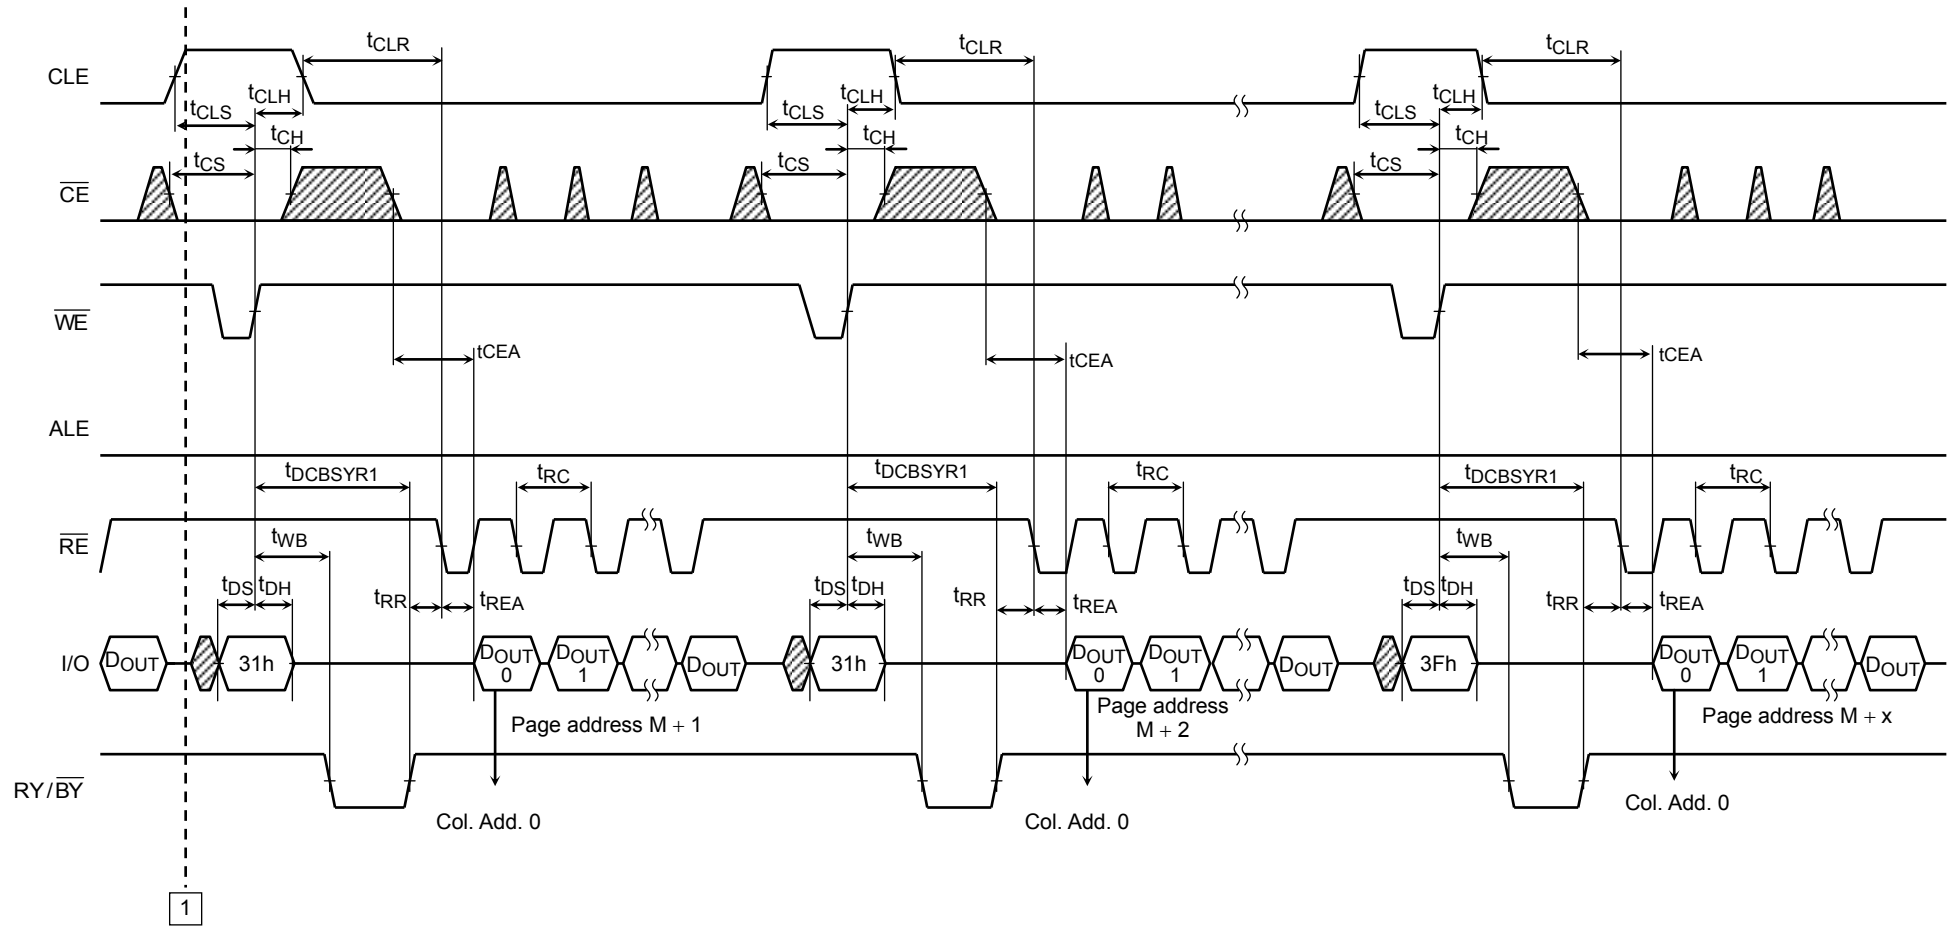 tCLR tCLR tCLR
CLE
tCLH tCLH tCLH
tCLS tCLS tCLS
tCH tCH tCH
tCS tCS tCS
CE
WE
tCEA tCEA tCEA
ALE
tDCBSYR1 tDCBSYR1 tDCBSYR1
tRC tRC tRC
RE
tWB tWB tWB
tDS tDH tDS tDH tDS tDH
tRR tREA tRR tREA tRR tREA
I/O DOUT 31h DOUT 0 DOUT 1 DOUT 31h DOUT 0 DOUT 1 DOUT 3Fh DOUT 0 DOUT 1 DOUT
Page address M + 1
Page address
M + 2
Page address M + x
RY/BY
Col. Add. 0 Col. Add. 0 Col. Add. 0
1